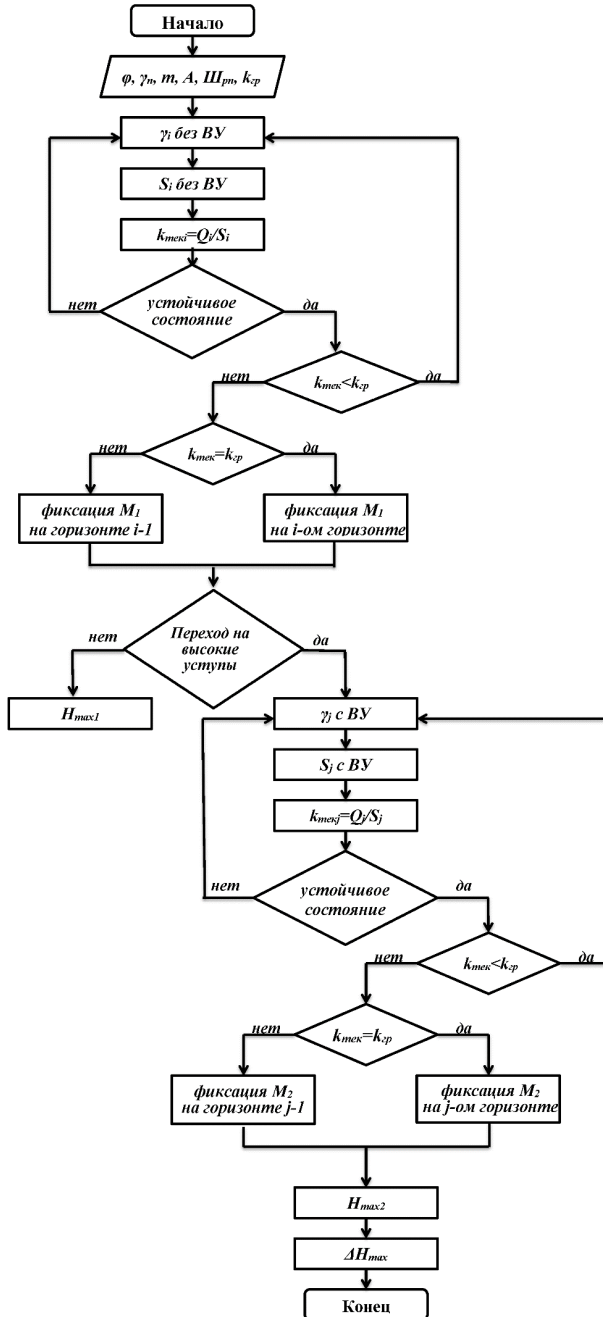 Начало
φ, γп, m, A, Шрп, kгр
γi без ВУ
Si без ВУ
kтекi=Qi/Si
нет
устойчивое
состояние
да
нет
kтек<kгр
да
нет
kтек=kгр
да
фиксация M1
на горизонте i-1
фиксация M1
на i-ом горизонте
нет
Переход на
высокие
уступы
да
Hmax1
γj с ВУ
Sj с ВУ
kтекj=Qj/Sj
нет
устойчивое
состояние
да
нет
kтек<kгр
да
нет
kтек=kгр
да
фиксация M2
на горизонте j-1
фиксация M2
на j-ом горизонте
Hmax2
ΔHmax
Конец